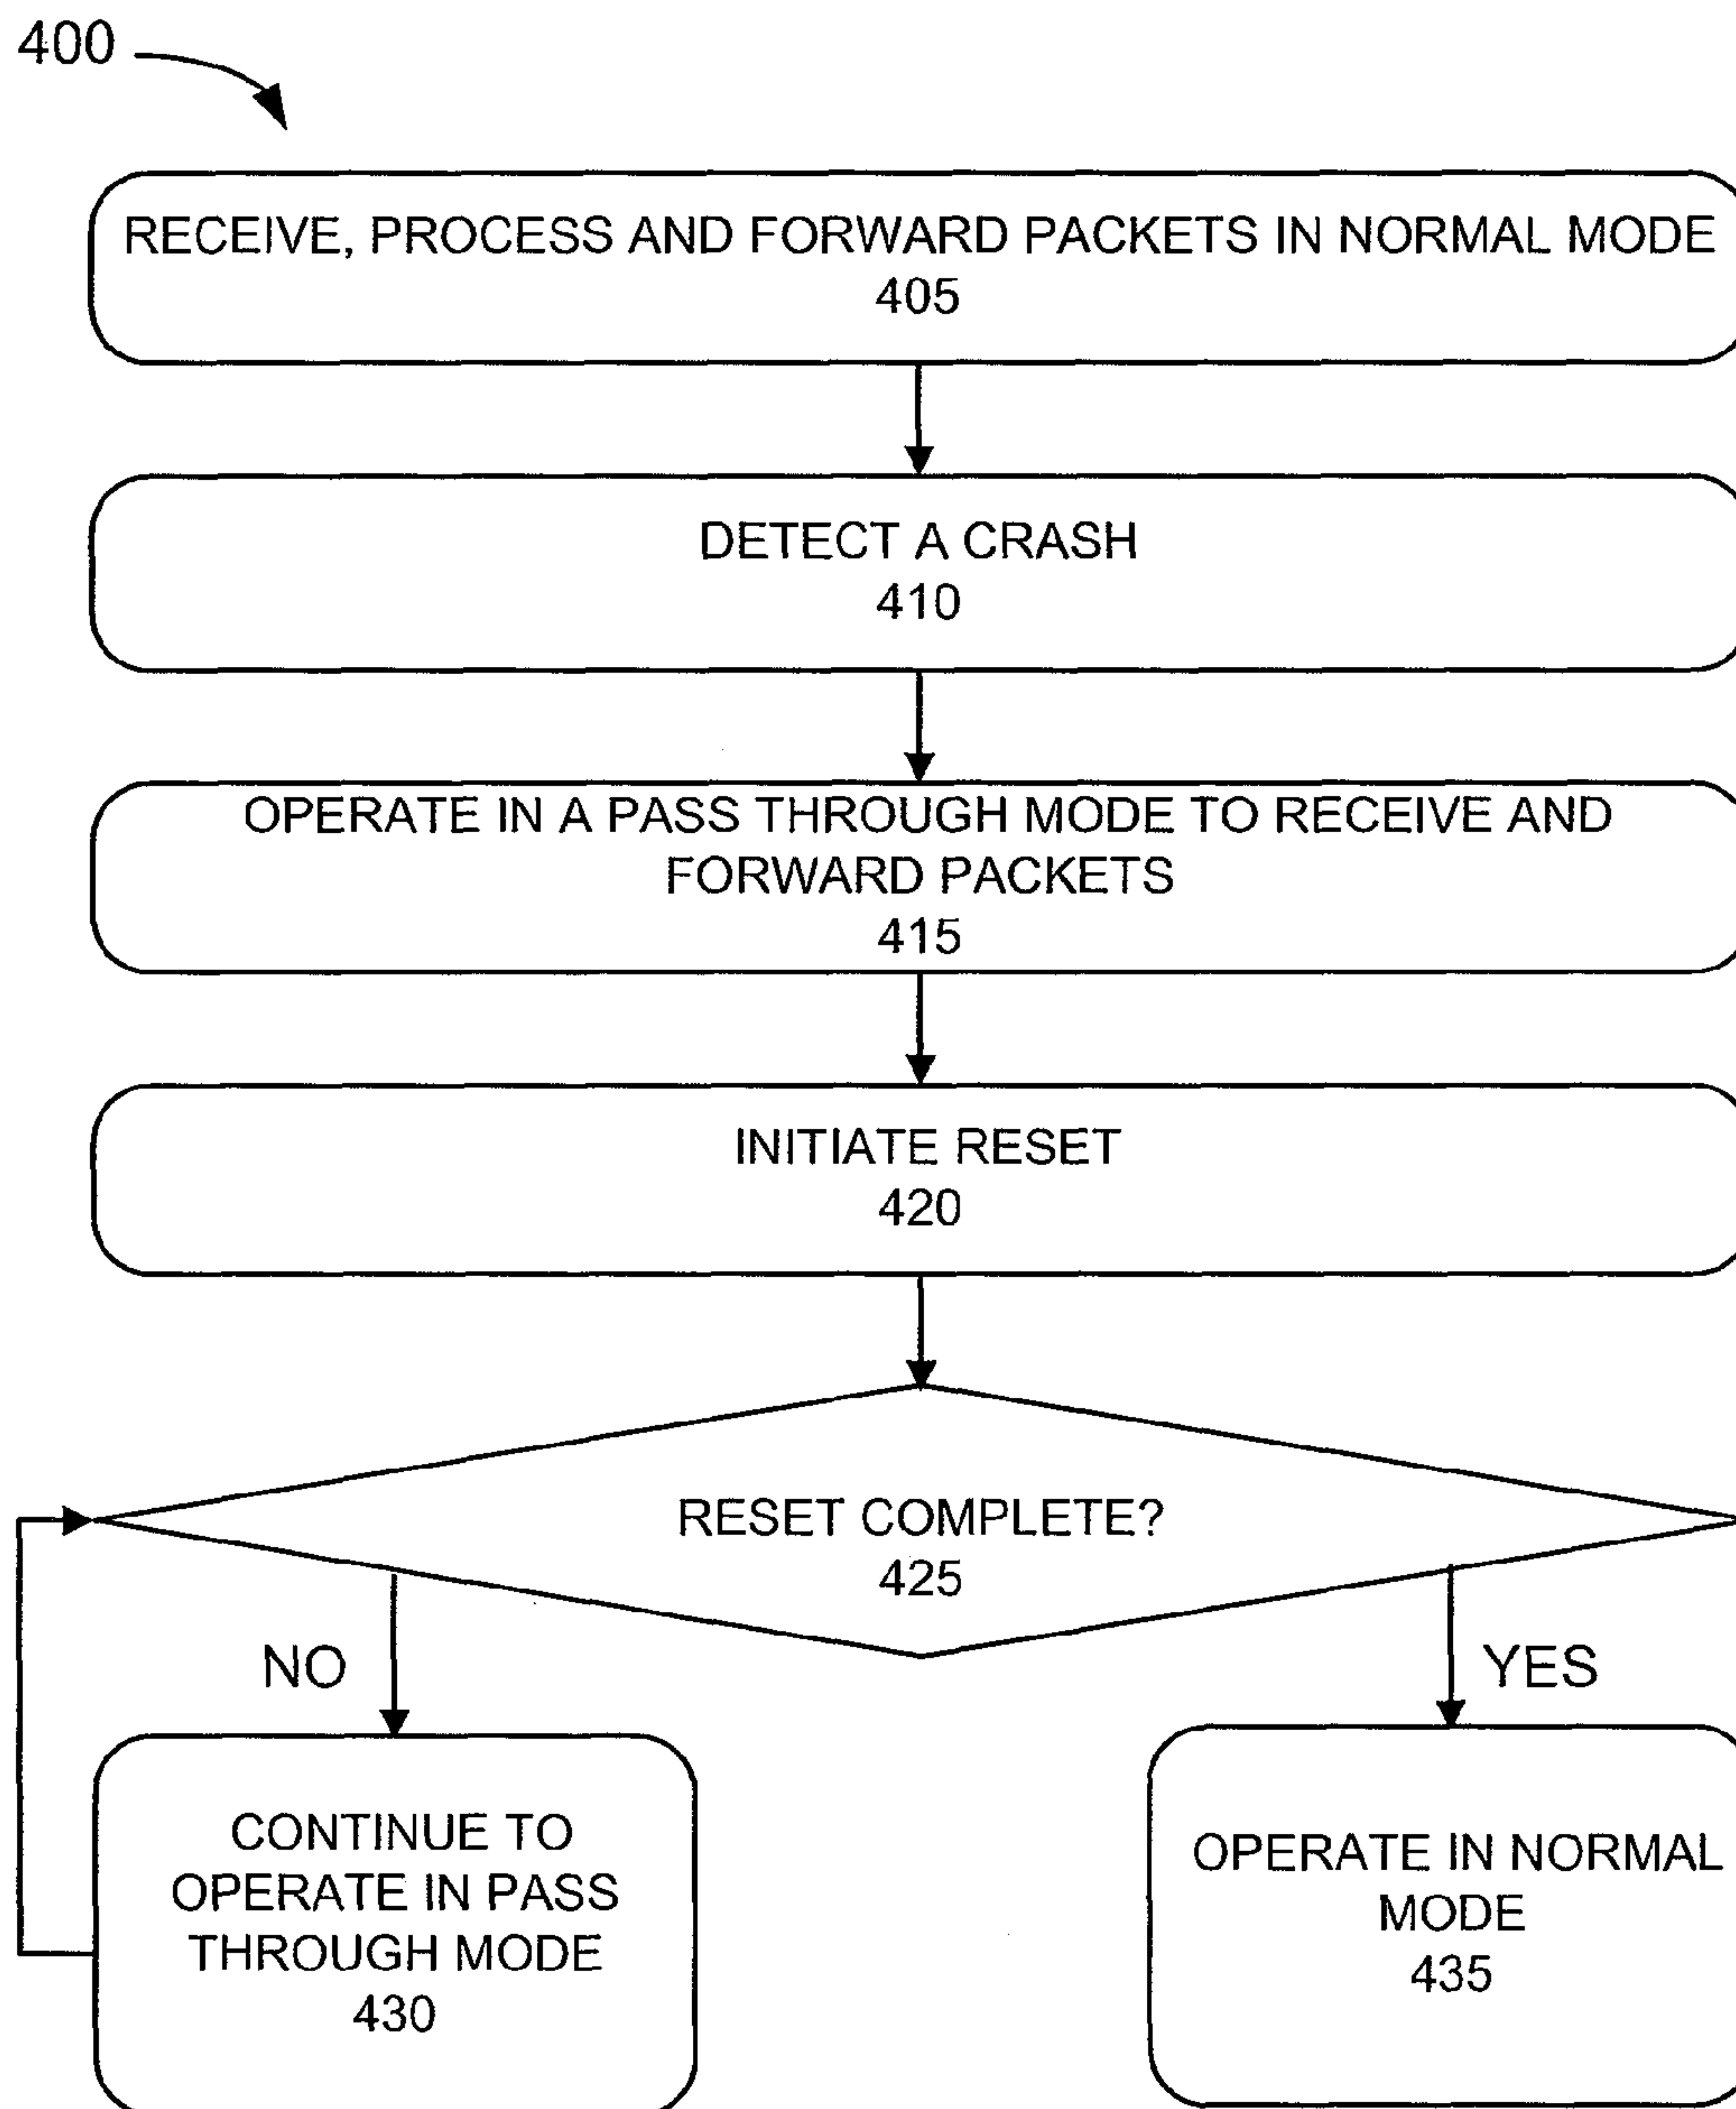 400
RECEIVE, PROCESS AND FORWARD PACKETS IN NORMAL MODE
405
DETECT A CRASH
410
OPERATE IN A PASS THROUGH MODE TO RECEIVE AND
FORWARD PACKETS
415
INITIATE RESET
420
RESET COMPLETE?
425
NO
YES
CONTINUE TO
OPERATE IN PASS
THROUGH MODE
430
OPERATE IN NORMAL
MODE
435